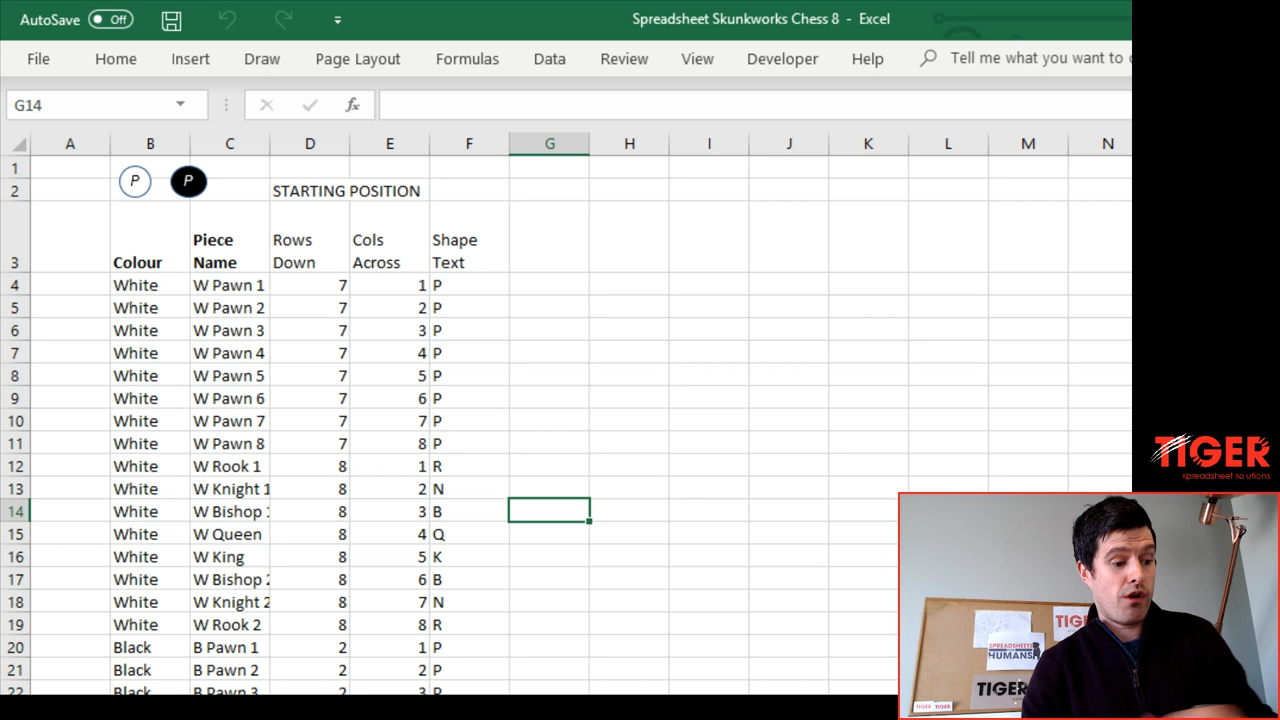 AutoSave Off Spreadsheet Skunkworks Chess 8 - Excel
File Home Insert Draw Page Layout Formulas Data Review View Developer Help Tell me what you want to
G14 fx
A B C D E F G H I J K L M N
1 P P
2 STARTING POSITION
Piece Rows Cols Shape
3 Colour Name Down Across Text
4 White W Pawn 1 7 1 P
5 White W Pawn 2 7 2 P
6 White W Pawn 3 7 3 P
7 White W Pawn 4 7 4 P
8 White W Pawn 5 7 5 P
9 White W Pawn 6 7 6 P
10 White W Pawn 7 7 7 P
11 White W Pawn 8 7 8 P
12 White W Rook 1 8 1 R
13 White W Knight 1 8 2 N
14 White W Bishop 8 3 B
15 White W Queen 8 4 Q
16 White W King 8 5 K
17 White W Bishop 2 8 6 B
18 White W Knight 2 8 7 N
19 White W Rook 2 8 8 R
20 Black B Pawn 1 2 1 P
21 Black B Pawn 2 2 2 P
22 Black B Pawn 3 2 3 P
TIGER
spreadsheet solutions
SPREADSHEETS
HUMANS
TIGER
TIGER TIGER